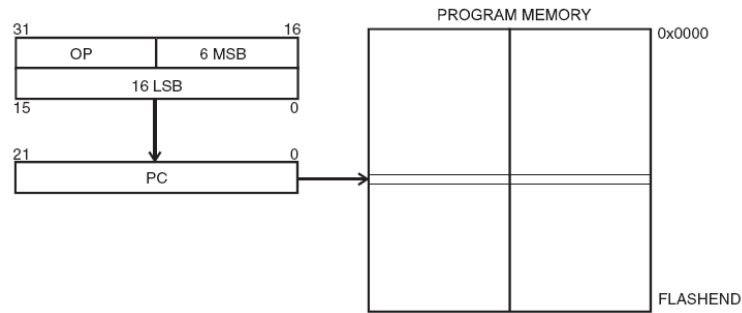 PROGRAM MEMORY
31 16
0x0000
OP 6 MSB
16 LSB
15 0
21 0
PC
FLASHEND